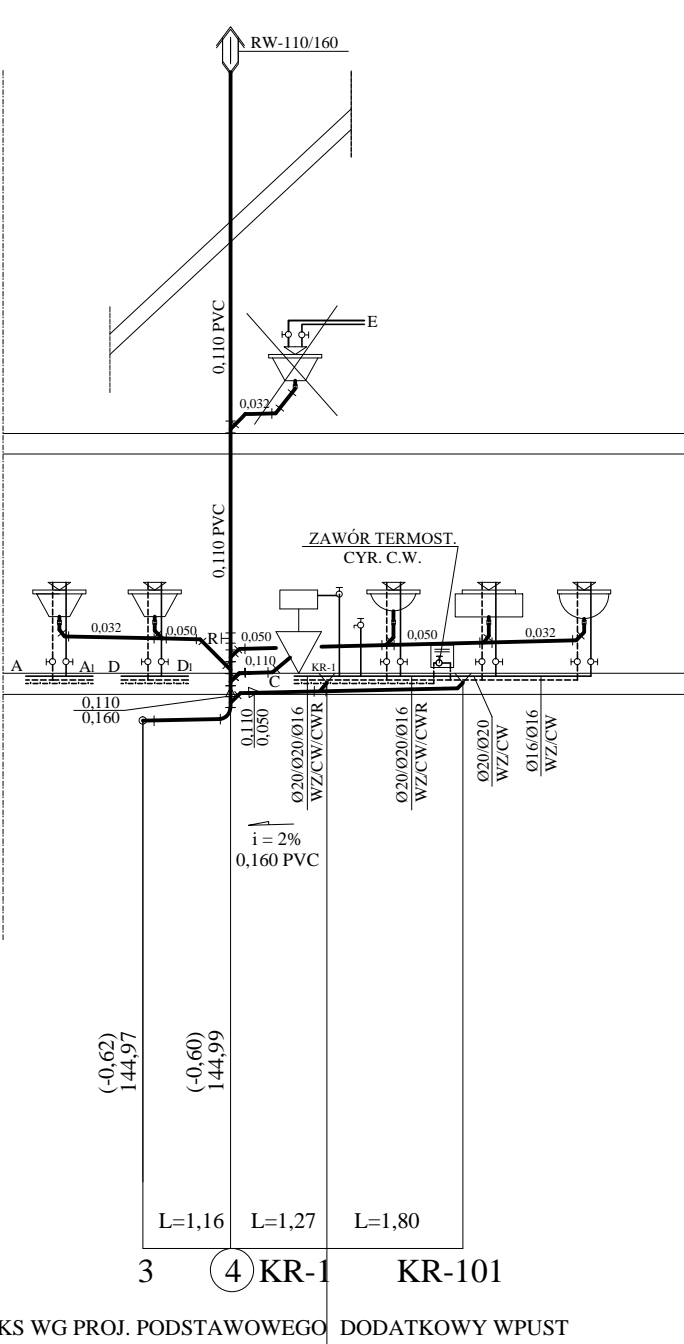 RW-110/160
0,110 PVC
E
0,032
0,110 PVC
ZAWÓR TERMOST.
CYR. C.W.
0,032
0,050
R
0,050
0,050
0,032
0,110
A
A1
D
D1
C
KR-1
0,110
0,160
0,110
0,050
Ø20/Ø20/Ø16
WZ/CW/CWR
Ø20/Ø20/Ø16
WZ/CW/CWR
Ø20/Ø20
WZ/CW
Ø16/Ø16
WZ/CW
i = 2%
0,160 PVC
(-0,62)
144,97
(-0,60)
144,99
L=1,16
L=1,27
L=1,80
3
4
KR-1
KR-101
KS WG PROJ. PODSTAWOWEGO
DODATKOWY WPUST